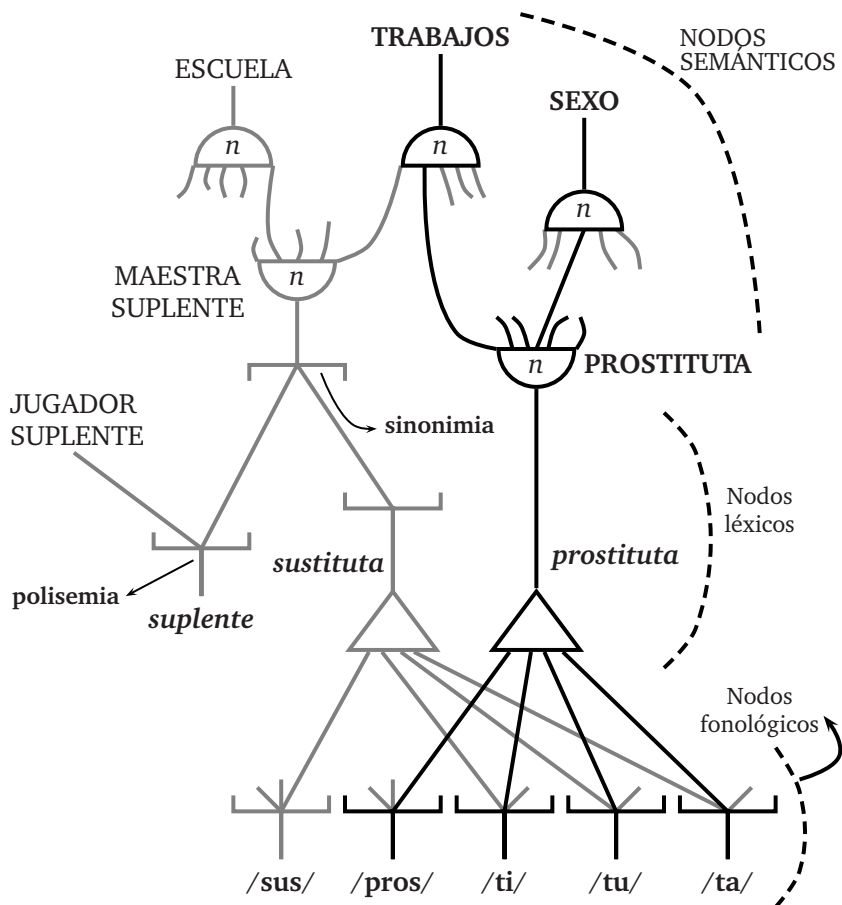 TRABAJOS
NODOS
SEMÁNTICOS
ESCUELA
SEXO
n
n
n
MAESTRA
SUPLENTE
n
n
PROSTITUTA
JUGADOR
SUPLENTE
sinonimia
Nodos
léxicos
sustituta
prostituta
polisemia
suplente
Nodos
fonológicos
/sus/
/pros/
/ti/
/tu/
/ta/